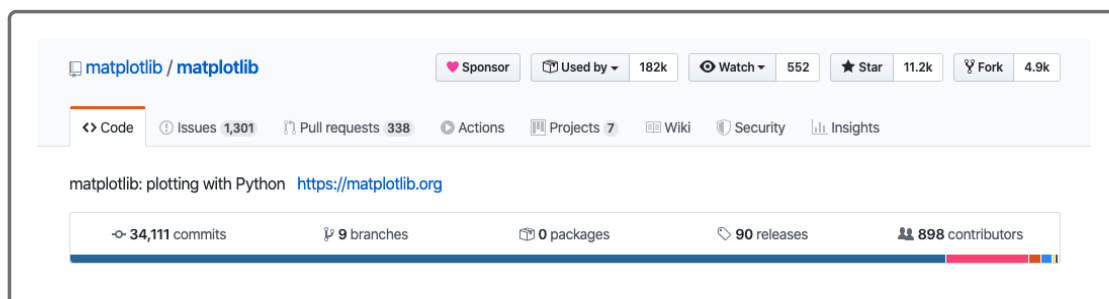 matplotlib / matplotlib Sponsor Used by 182k Watch 552 Star 11.2k Fork 4.9k
<> Code Issues 1,301 Pull requests 338 Actions Projects 7 Wiki Security Insights
matplotlib: plotting with Python https://matplotlib.org
34,111 commits 9 branches 0 packages 90 releases 898 contributors